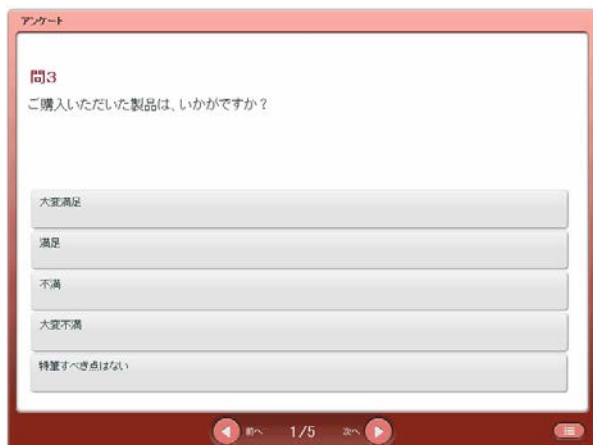 アンケート
問3
ご購入いただいた製品は、いかがですか？
大変満足
満足
不満
大変不満
特筆すべき点はない
前へ 1/5 次へ